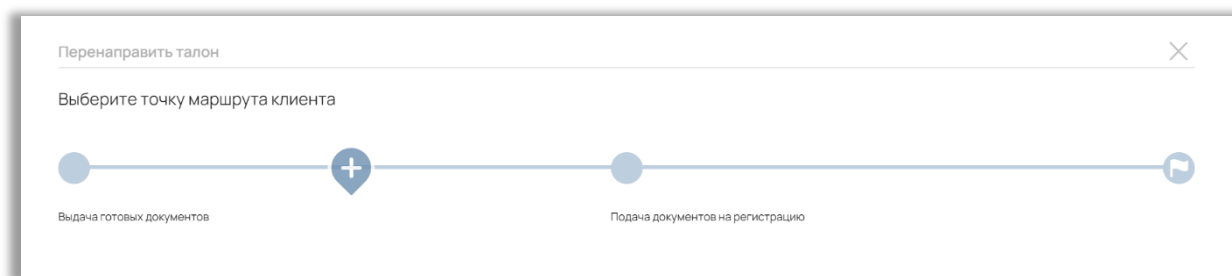 Перенаправить талон
Выберите точку маршрута клиента
Выдача готовых документов
Подача документов на регистрацию